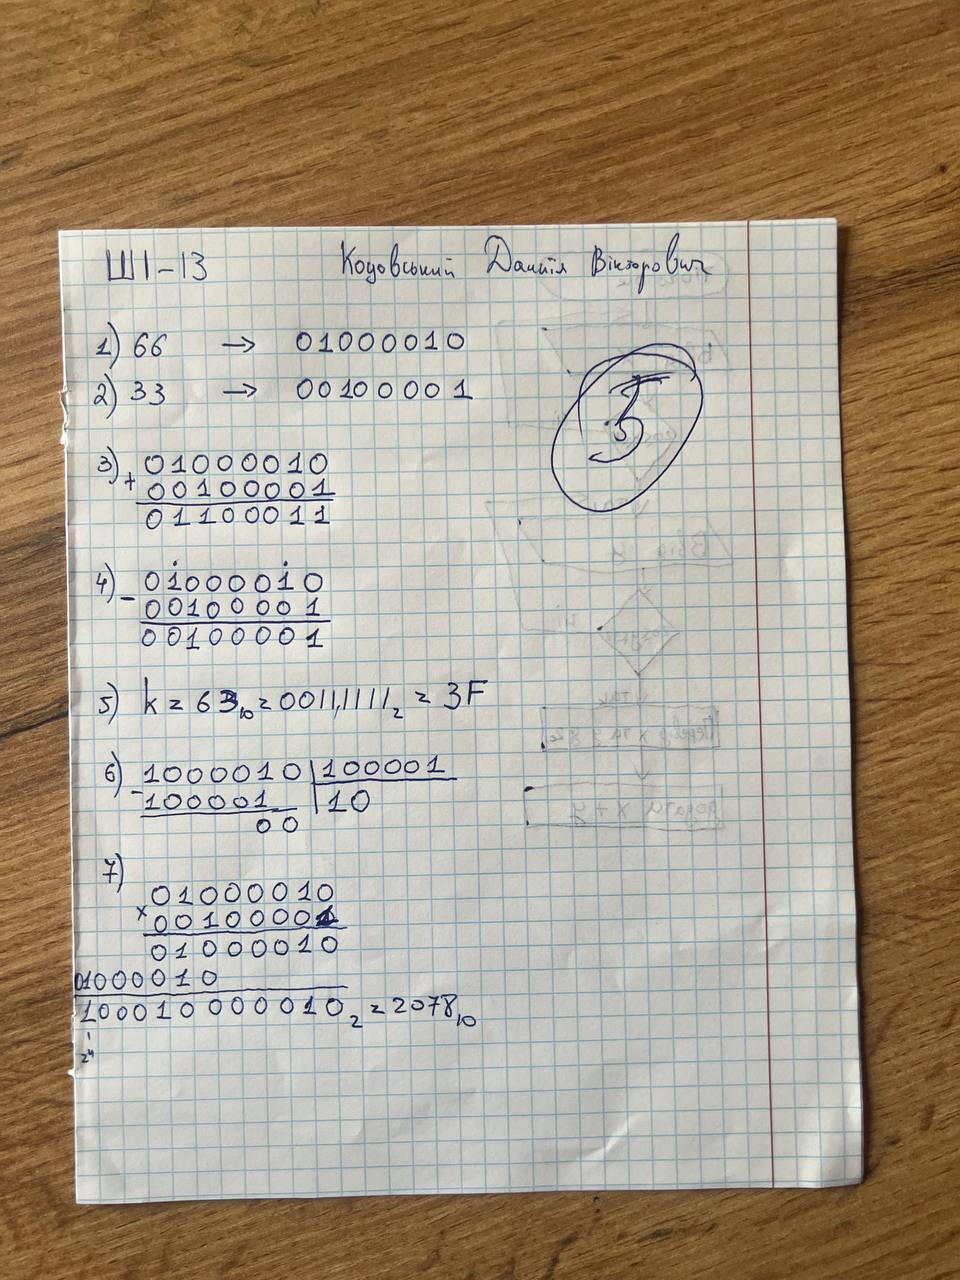 ШІ-13 Коцовський Данііл Вікторович
1) 66 → 01000010
2) 33 → 00100001
3) + 01000010
00100001
01100011
4) - 01000010
00100001
00100001
5) k = 63₁₀ = 0011,1111₂ = 3F
6) - 1000010 | 100001
100001 | 10
00
7)
01000010
x 00100001
01000010
01000010
100010000010₂ = 2078₁₀